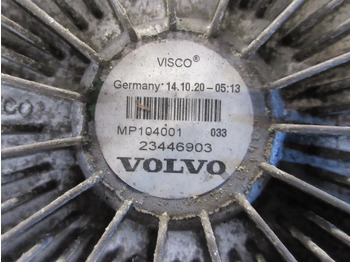 VISCO®
Germany* 14.10.20-05:13
MP104001 033
23446903
VOLVO